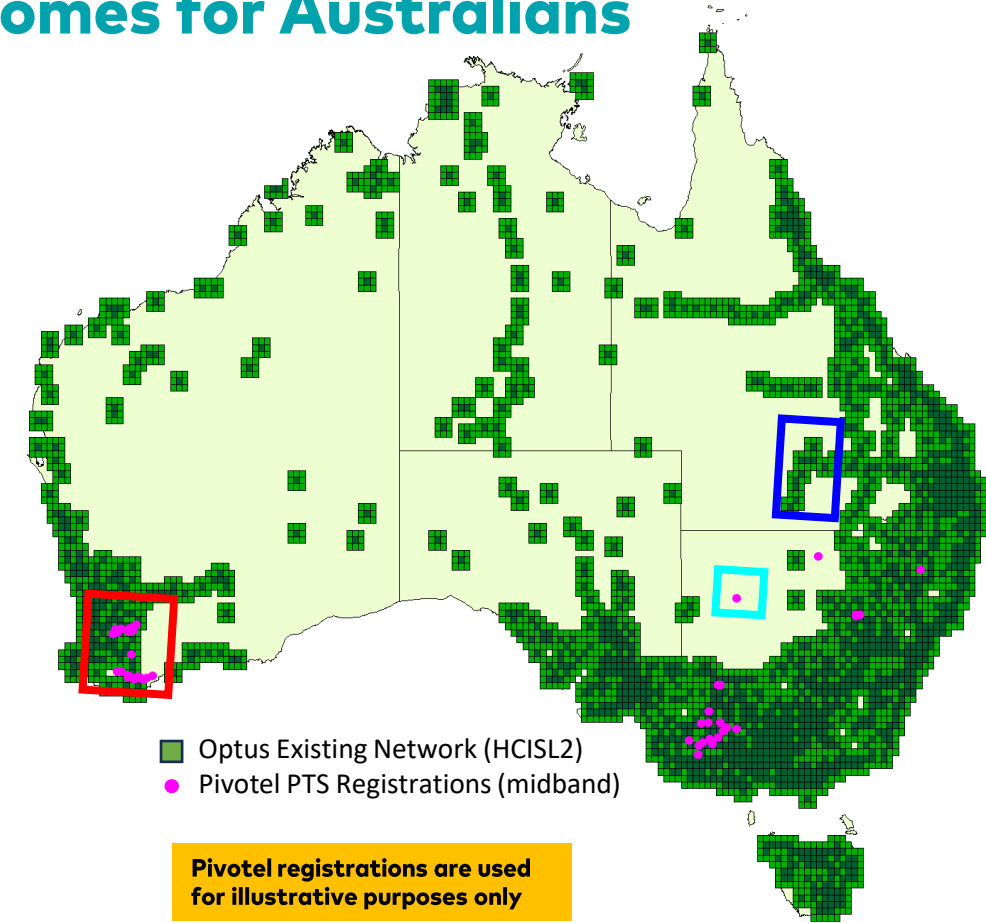 omes for Australians
Optus Existing Network (HCISL2)
Pivotel PTS Registrations (midband)
Pivotel registrations are used
for illustrative purposes only